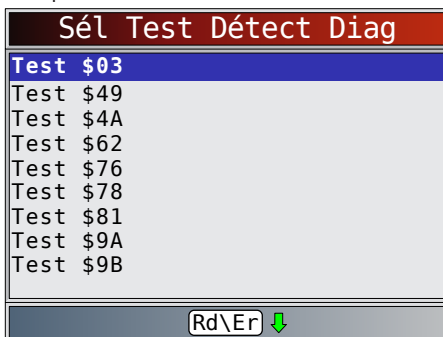 Sél Test Détect Diag
Test $03
Test $49
Test $4A
Test $62
Test $76
Test $78
Test $81
Test $9A
Test $9B
Rd\Er